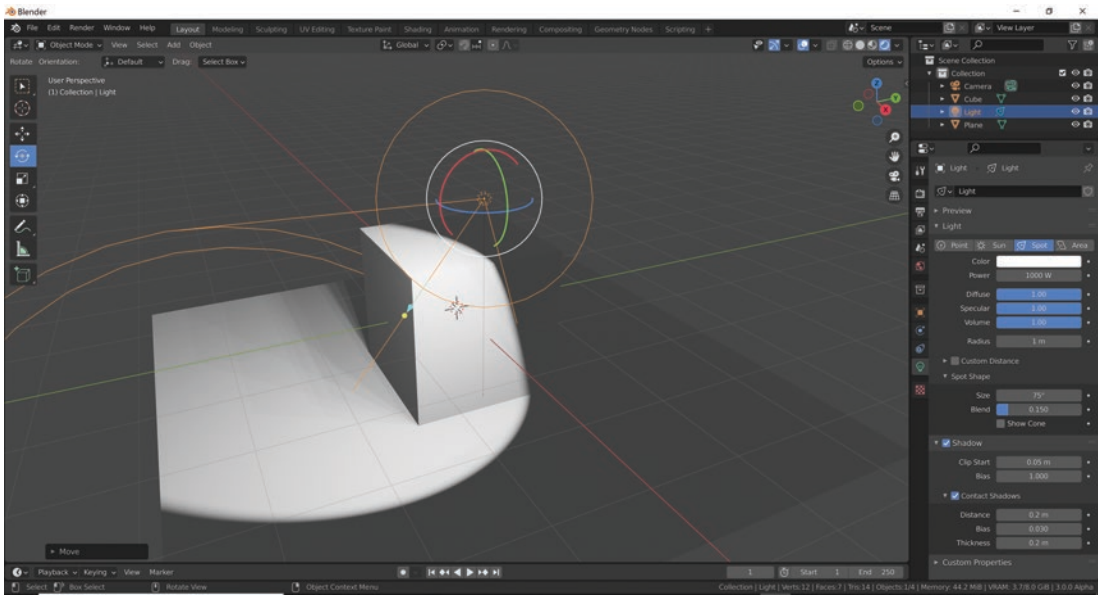 Blender
File Edit Render Window Help Layout Modeling Sculpting UV Editing Texture Paint Shading Animation Rendering Compositing Geometry Nodes Scripting + Scene View Layer
Object Mode View Select Add Object Global
Rotate Orientation: Default Drag: Select Box Options
User Perspective
(1) Collection | Light
Scene Collection
Collection
Camera
Cube
Light
Plane
Light Light
Light
Preview
Light
Point Sun Spot Area
Color
Power 1000 W
Diffuse 1.00
Specular 1.00
Volume 1.00
Radius 1 m
Custom Distance
Spot Shape
Size 75°
Blend 0.150
Show Cone
Shadow
Clip Start 0.05 m
Bias 1.000
Contact Shadows
Distance 0.2 m
Bias 0.030
Thickness 0.2 m
Custom Properties
Move
Playback Keying View Marker 1 Start 1 End 250
Select Box Select Rotate View Object Context Menu Collection | Light | Verts:12 | Faces:7 | Tris:14 | Objects:1/4 | Memory: 44.2 MiB | VRAM: 3.7/8.0 GiB | 3.0.0 Alpha